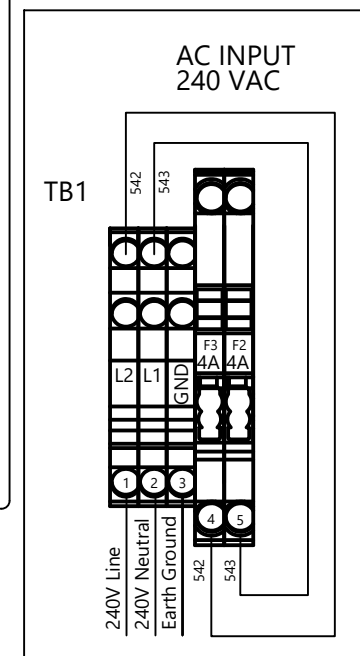 AC INPUT
240 VAC
TB1
542
543
F3
F2
4A
4A
L2
L1
GND
1
2
3
4
5
240V Line
240V Neutral
Earth Ground
542
543